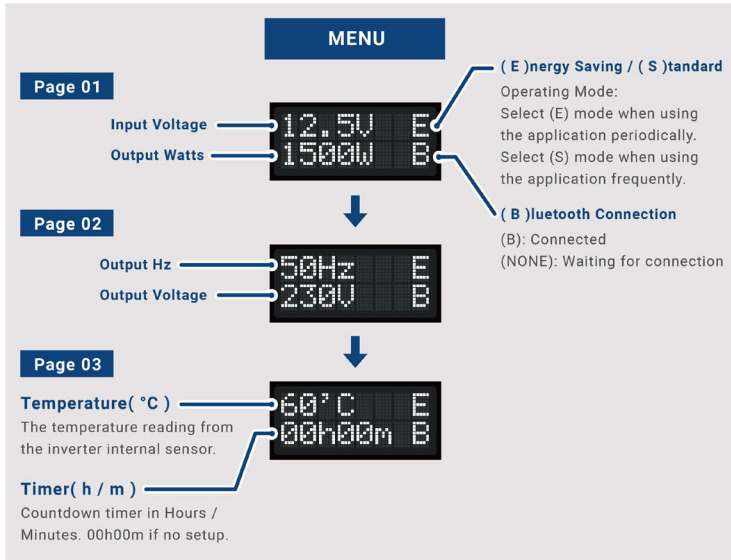 MENU
Page 01
Input Voltage
Output Watts
12.5V E
1500W B
( E )nergy Saving / ( S )tandard
Operating Mode:
Select (E) mode when using
the application periodically.
Select (S) mode when using
the application frequently.
( B )luetooth Connection
(B): Connected
(NONE): Waiting for connection
Page 02
Output Hz
Output Voltage
50Hz E
230V B
Page 03
Temperature( °C )
The temperature reading from
the inverter internal sensor.
Timer( h / m )
Countdown timer in Hours /
Minutes. 00h00m if no setup.
60'C E
00h00m B